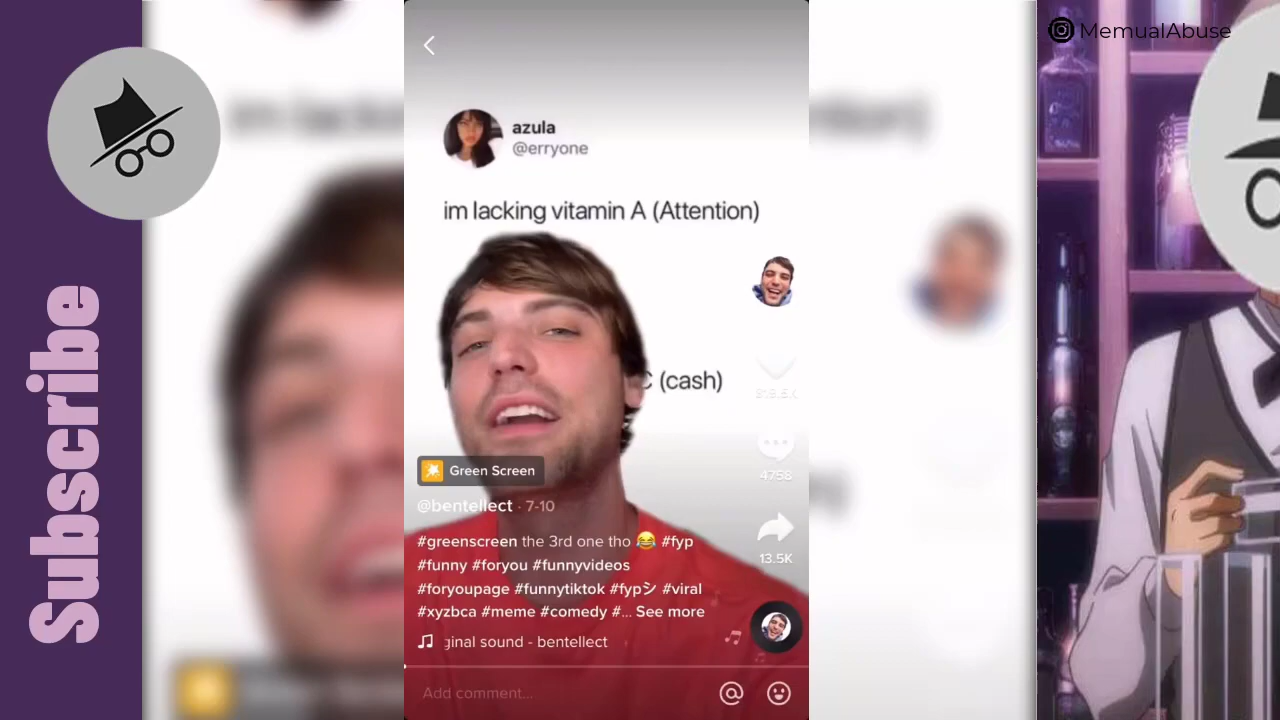 Subscribe
MemualAbuse
azula
@erryone
im lacking vitamin A (Attention)
C (cash)
4758
13.5K
Green Screen
@bentellect · 7-10
#greenscreen the 3rd one tho 😂 #fyp
#funny #foryou #funnyvideos
#foryoupage #funnytiktok #fypシ #viral
#xyzbca #meme #comedy #... See more
ginal sound - bentellect
Add comment...